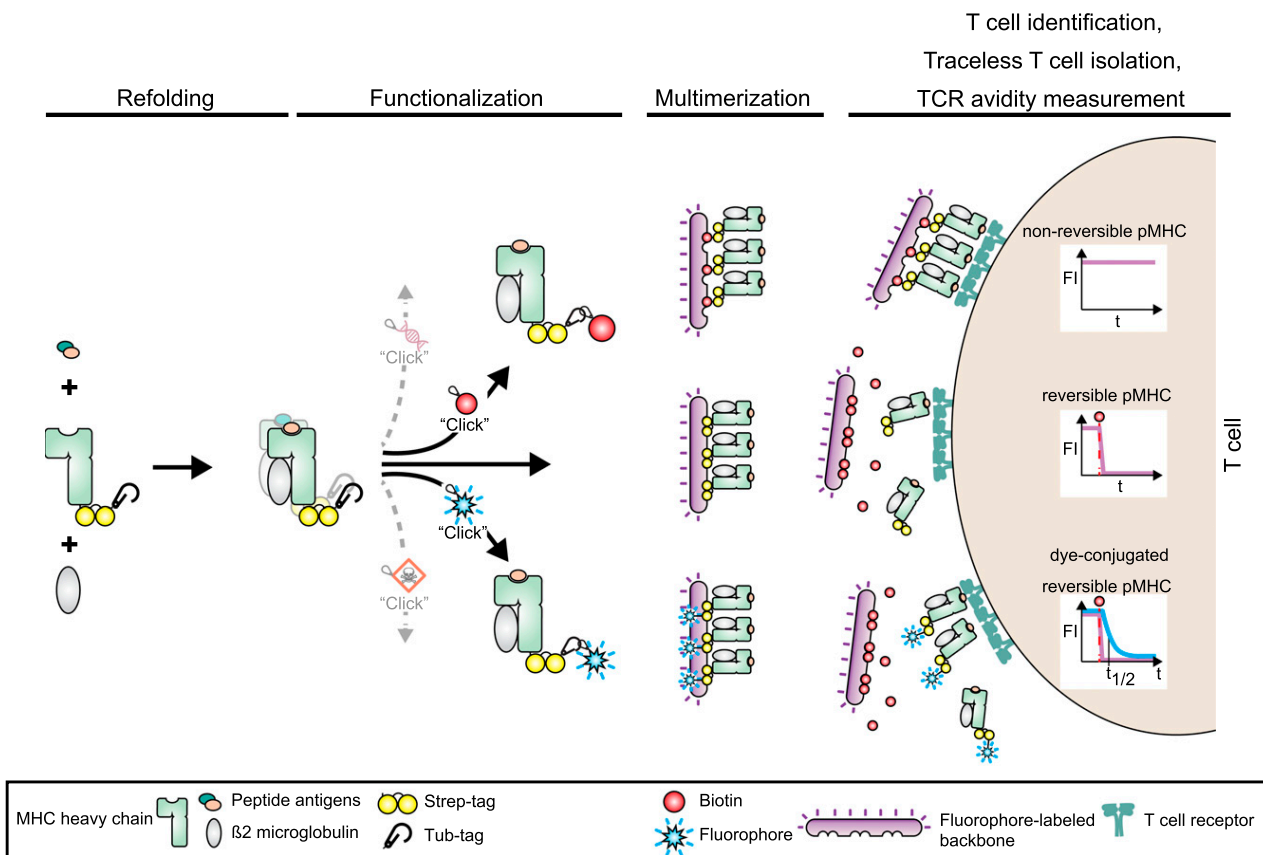 T cell identification,
Traceless T cell isolation,
Refolding
Functionalization
Multimerization
TCR avidity measurement
+
+
"Click"
"Click"
"Click"
"Click"
non-reversible pMHC
FI
t
reversible pMHC
FI
t
dye-conjugated
reversible pMHC
FI
t1/2
t
T cell
MHC heavy chain
Peptide antigens
ß2 microglobulin
Strep-tag
Tub-tag
Biotin
Fluorophore
Fluorophore-labeled
backbone
T cell receptor